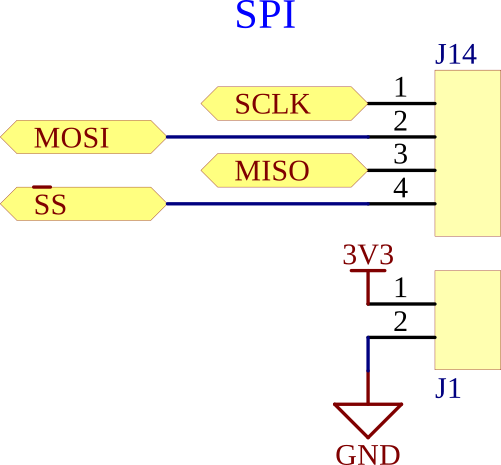 SPI
J14
SCLK 1
MOSI 2
MISO 3
SS 4
3V3
1
2
J1
GND